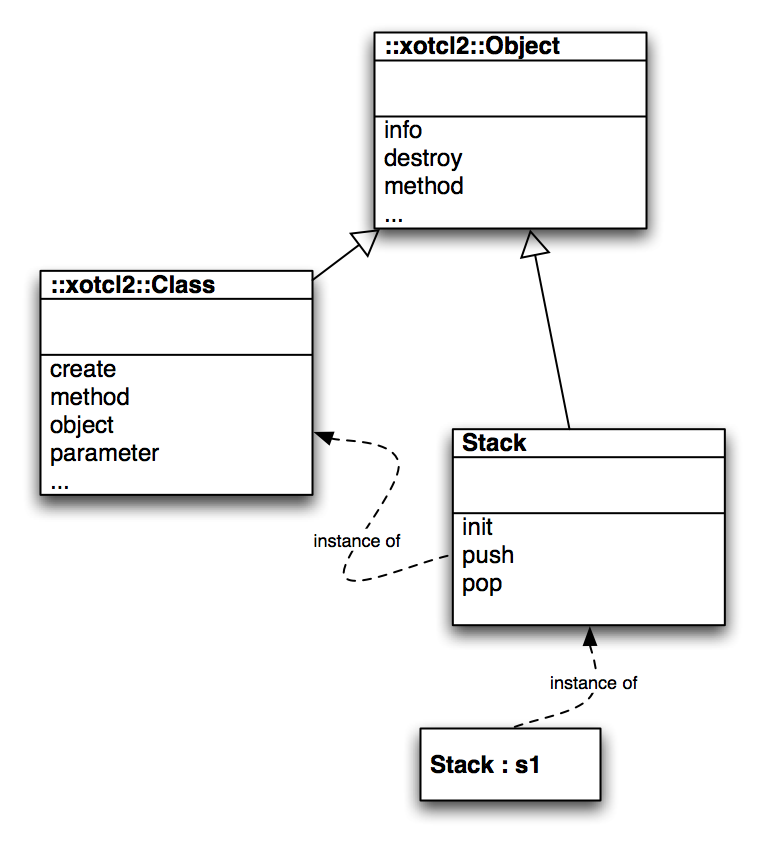 ::xotcl2::Object
info
destroy
method
...
::xotcl2::Class
create
method
object
parameter
...
Stack
init
push
pop
instance of
instance of
Stack : s1